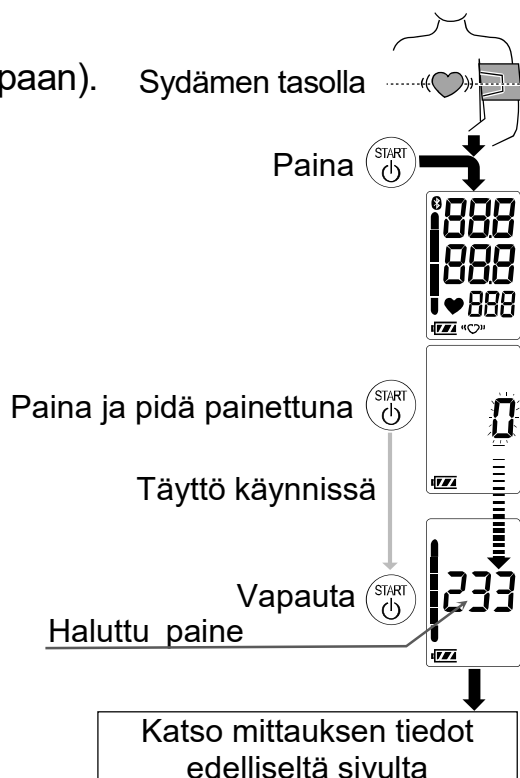 paan).
Sydämen tasolla
Paina
START
888
888
888
Paina ja pidä painettuna
START
0
Täyttö käynnissä
Vapauta
START
233
Haluttu paine
Katso mittauksen tiedot
edelliseltä sivulta